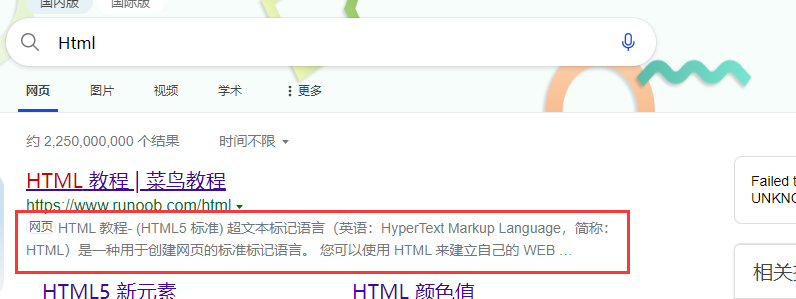 国内版 国际版
Html
网页 图片 视频 学术 更多
约 2,250,000,000 个结果 时间不限
HTML 教程 | 菜鸟教程
https://www.runoob.com/html
Failed t
UNKNO
网页 HTML 教程- (HTML5 标准) 超文本标记语言（英语：HyperText Markup Language，简称：
HTML）是一种用于创建网页的标准标记语言。 您可以使用 HTML 来建立自己的 WEB ...
相关
HTML5 新元素 HTML 颜色值